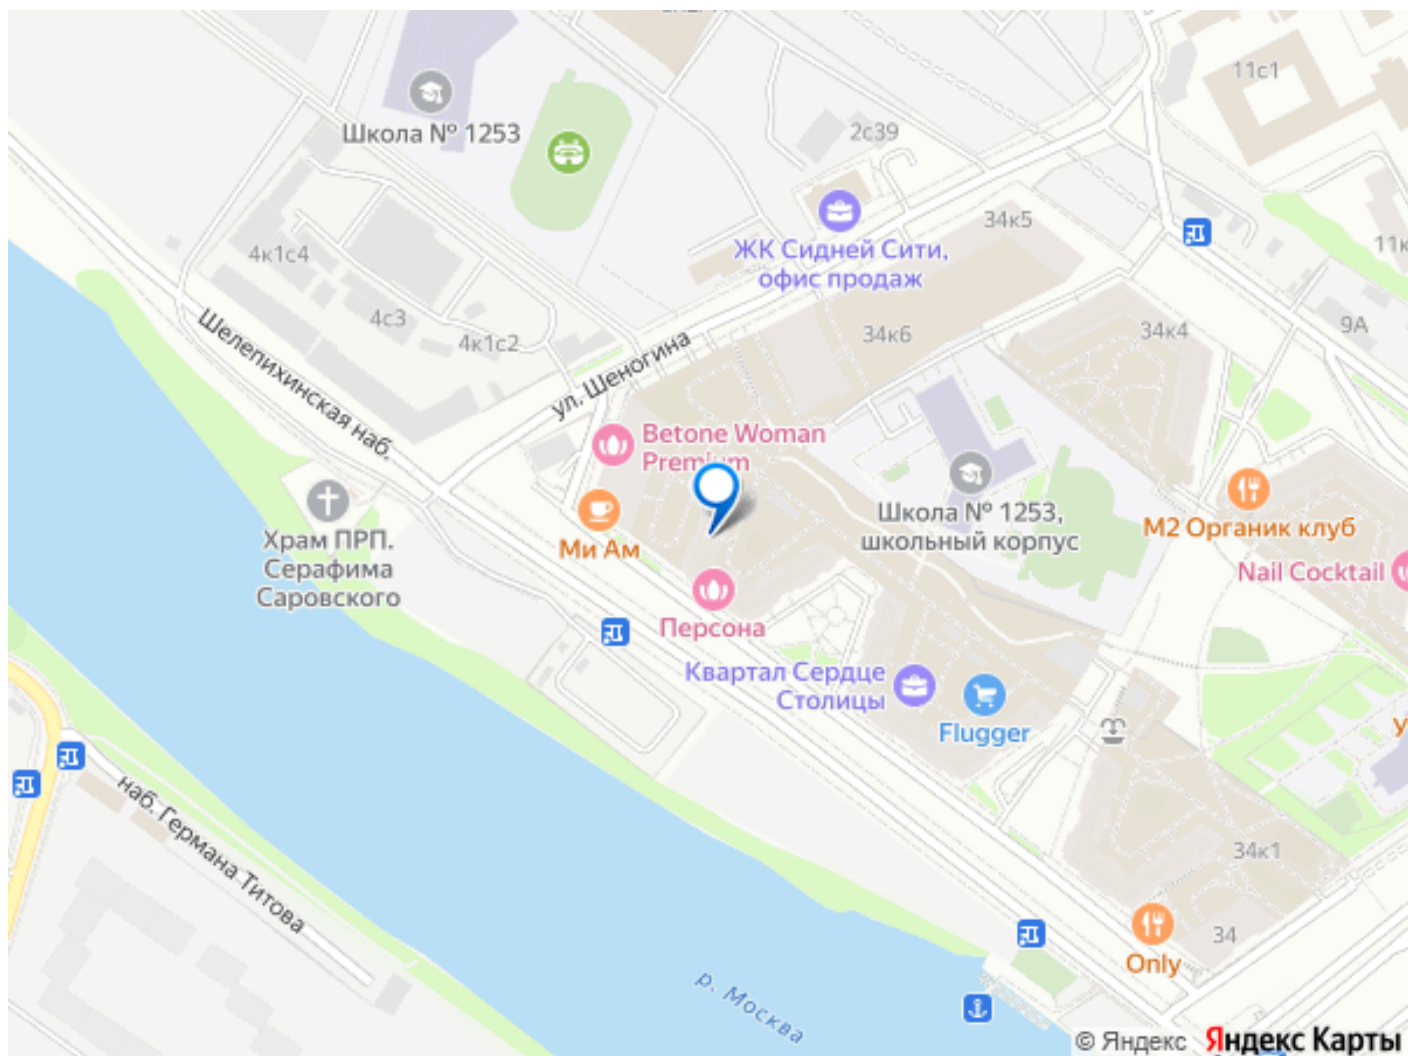 11с1
2с39
Школа № 1253
34к5
ЖК Сидней Сити,
офис продаж
11к
4к1с4
4с3
4к1с2
34к6
34к4
9А
Шелепихинская наб.
ул. Шеногина
Betone Woman
Premium
Школа № 1253,
школьный корпус
М2 Органик клуб
Ми Ам
Храм ПРП.
Серафима
Саровского
Nail Cocktail
Персона
Квартал Сердце
Столицы
Flugger
У
наб. Германа Титова
34к1
34
Only
р. Москва
© Яндекс Яндекс Карты